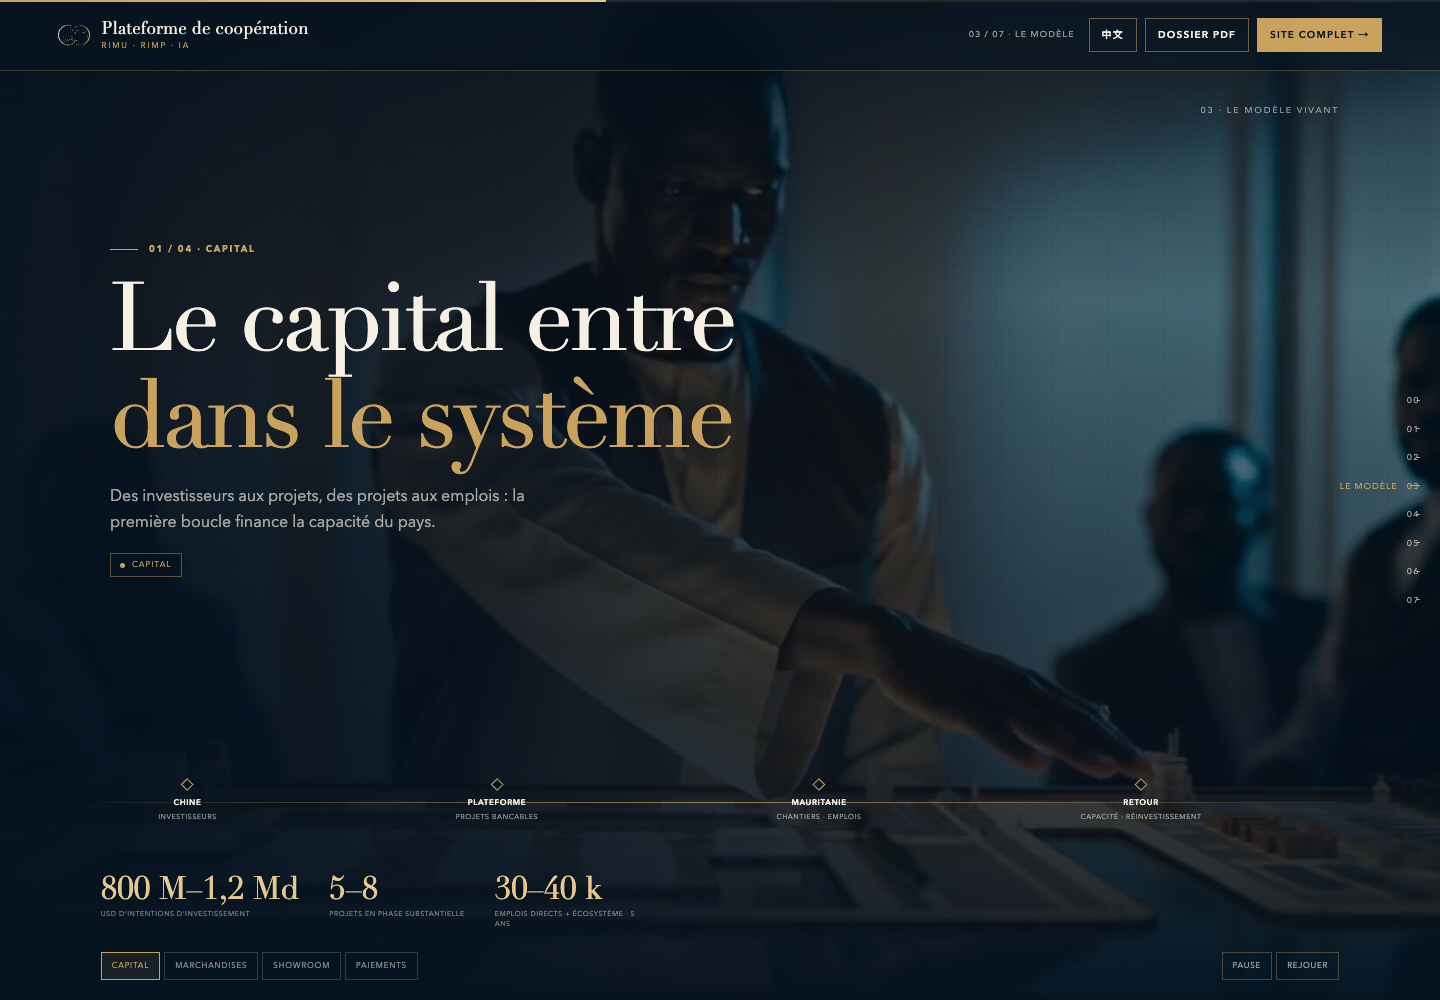 Plateforme de coopération
RIMU · RIMP · IA
03 / 07 · LE MODÈLE
中文
DOSSIER PDF
SITE COMPLET →
03 · LE MODÈLE VIVANT
01 / 04 · CAPITAL
Le capital entre
dans le système
Des investisseurs aux projets, des projets aux emplois : la
première boucle finance la capacité du pays.
CAPITAL
00
01
02
LE MODÈLE 03
04
05
06
07
CHINE
INVESTISSEURS
PLATEFORME
PROJETS BANCABLES
MAURITANIE
CHANTIERS · EMPLOIS
RETOUR
CAPACITÉ · RÉINVESTISSEMENT
800 M–1,2 Md
USD D'INTENTIONS D'INVESTISSEMENT
5–8
PROJETS EN PHASE SUBSTANTIELLE
30–40 k
EMPLOIS DIRECTS + ÉCOSYSTÈME · 5
ANS
CAPITAL
MARCHANDISES
SHOWROOM
PAIEMENTS
PAUSE
REJOUER